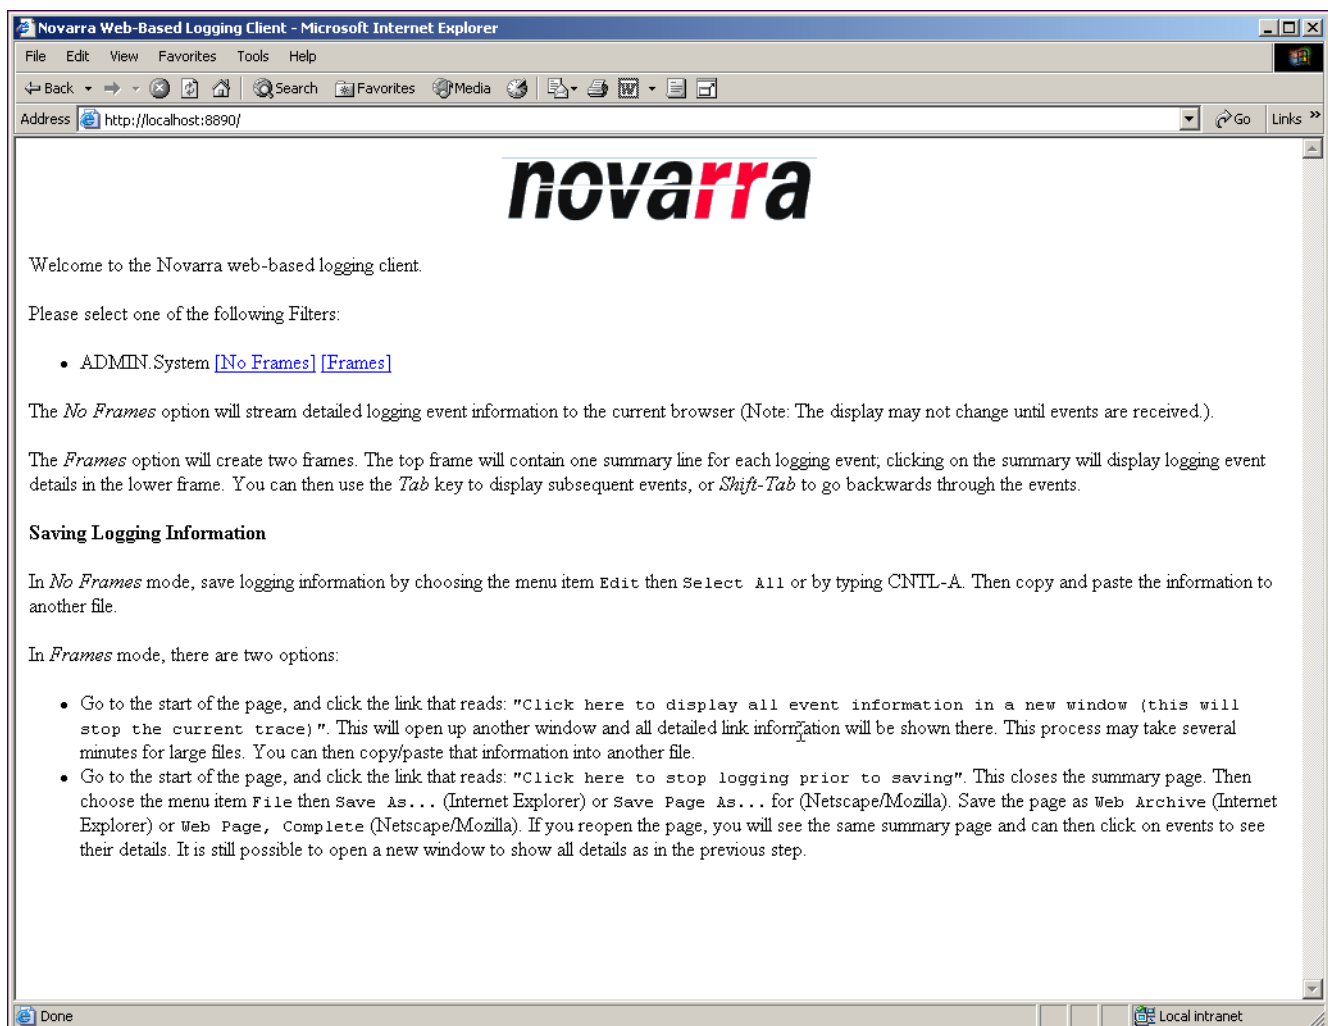 Novarra Web-Based Logging Client - Microsoft Internet Explorer
File Edit View Favorites Tools Help
Back Search Favorites Media
Address http://localhost:8890/ Go Links »
novarra
Welcome to the Novarra web-based logging client.
Please select one of the following Filters:
• ADMIN.System [No Frames] [Frames]
The No Frames option will stream detailed logging event information to the current browser (Note: The display may not change until events are received.).
The Frames option will create two frames. The top frame will contain one summary line for each logging event; clicking on the summary will display logging event
details in the lower frame. You can then use the Tab key to display subsequent events, or Shift-Tab to go backwards through the events.
Saving Logging Information
In No Frames mode, save logging information by choosing the menu item Edit then Select All or by typing CNTL-A. Then copy and paste the information to
another file.
In Frames mode, there are two options:
• Go to the start of the page, and click the link that reads: "Click here to display all event information in a new window (this will
stop the current trace)". This will open up another window and all detailed link information will be shown there. This process may take several
minutes for large files. You can then copy/paste that information into another file.
• Go to the start of the page, and click the link that reads: "Click here to stop logging prior to saving". This closes the summary page. Then
choose the menu item File then Save As... (Internet Explorer) or Save Page As... for (Netscape/Mozilla). Save the page as Web Archive (Internet
Explorer) or Web Page, Complete (Netscape/Mozilla). If you reopen the page, you will see the same summary page and can then click on events to see
their details. It is still possible to open a new window to show all details as in the previous step.
Done Local intranet